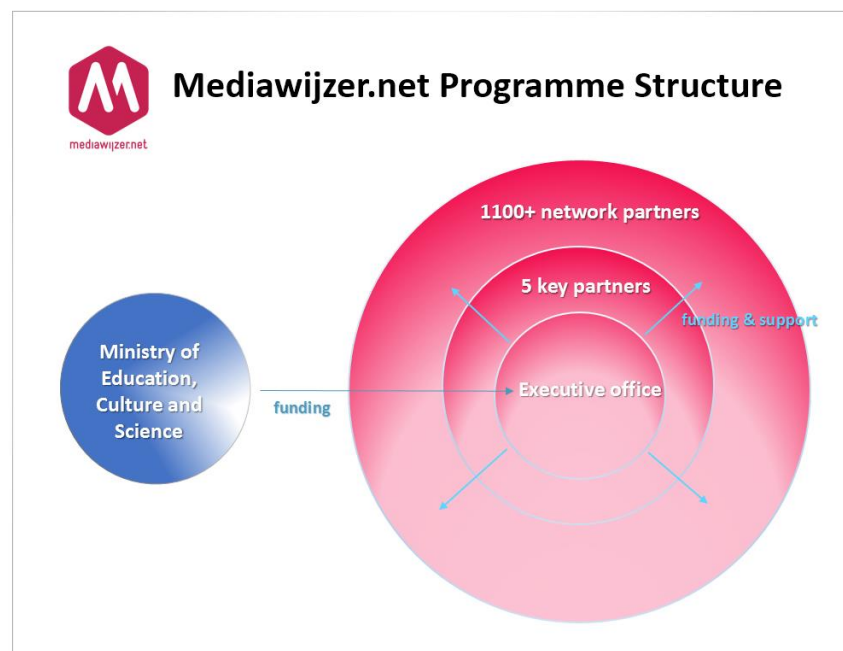 Mediawijzer.net Programme Structure
mediawijzer.net
1100+ network partners
5 key partners
funding & support
Ministry of
Education,
Culture and
Science
funding
Executive office